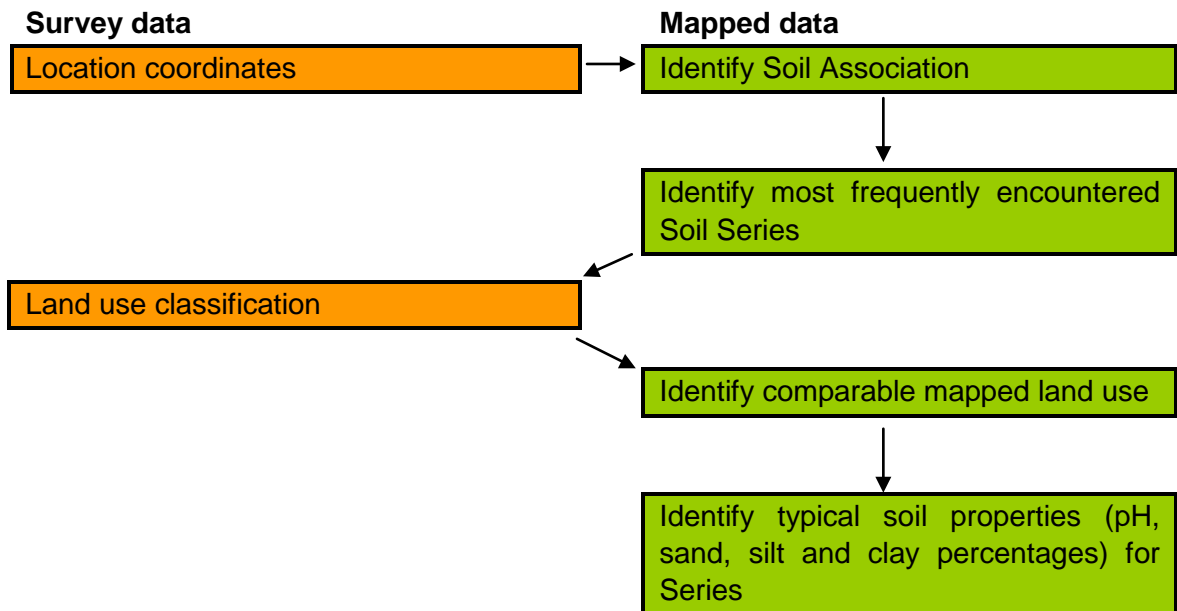 Survey data
Mapped data
Location coordinates
Identify Soil Association
Identify most frequently encountered
Soil Series
Land use classification
Identify comparable mapped land use
Identify typical soil properties (pH,
sand, silt and clay percentages) for
Series